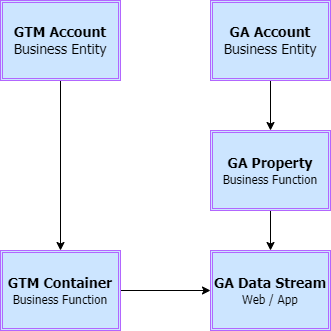 GTM Account
Business Entity
GA Account
Business Entity
GA Property
Business Function
GTM Container
Business Function
GA Data Stream
Web / App